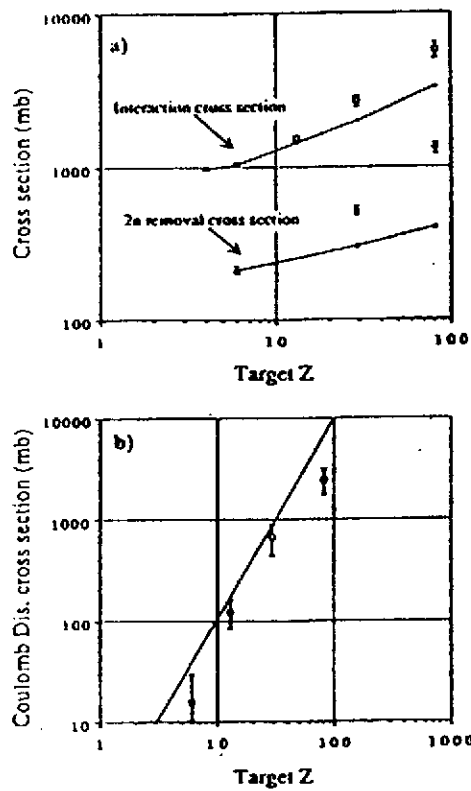 10000
a)
Interaction cross section
Cross section (mb)
1000
2n removal cross section
100
1
10
100
Target Z
10000
b)
Coulomb Dis. cross section (mb)
1000
100
10
1
10
100
1000
Target Z